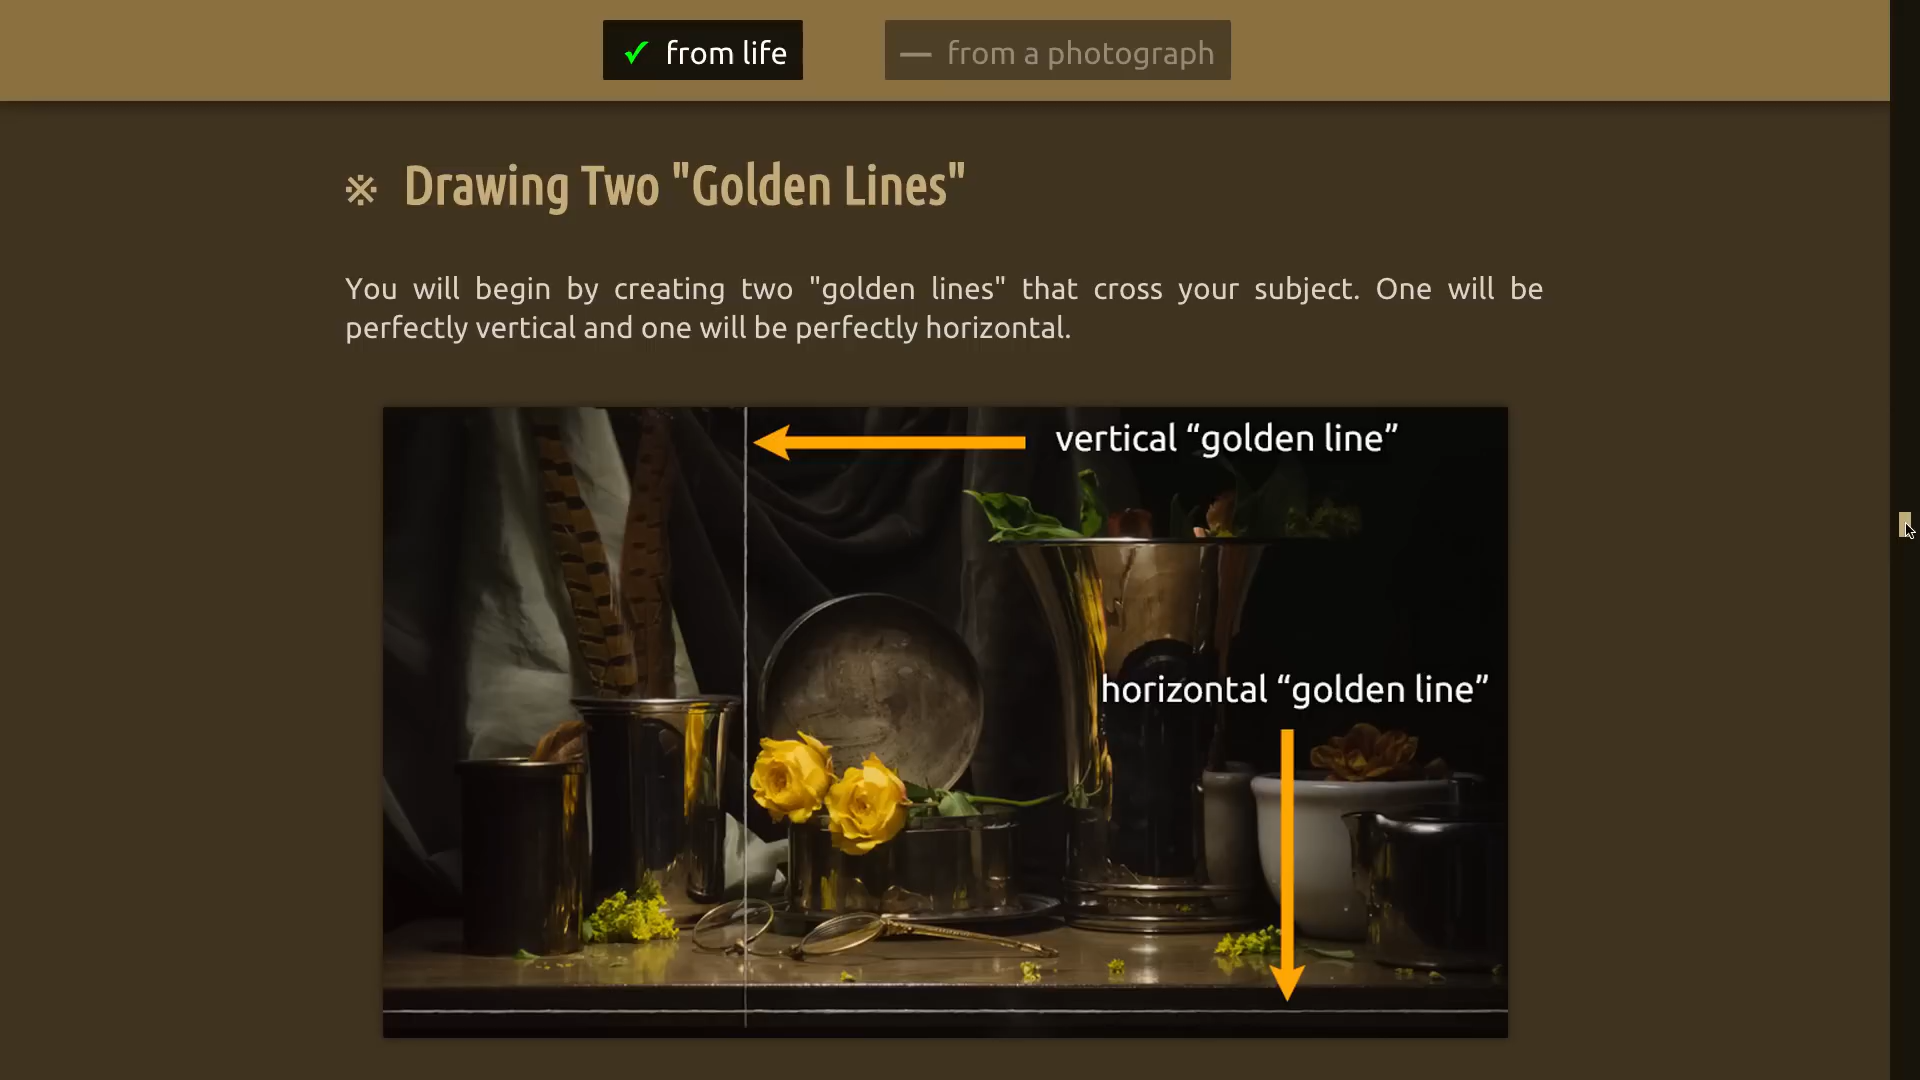 ✓ from life
— from a photograph
※ Drawing Two "Golden Lines"
You will begin by creating two "golden lines" that cross your subject. One will be
perfectly vertical and one will be perfectly horizontal.
vertical “golden line”
horizontal “golden line”